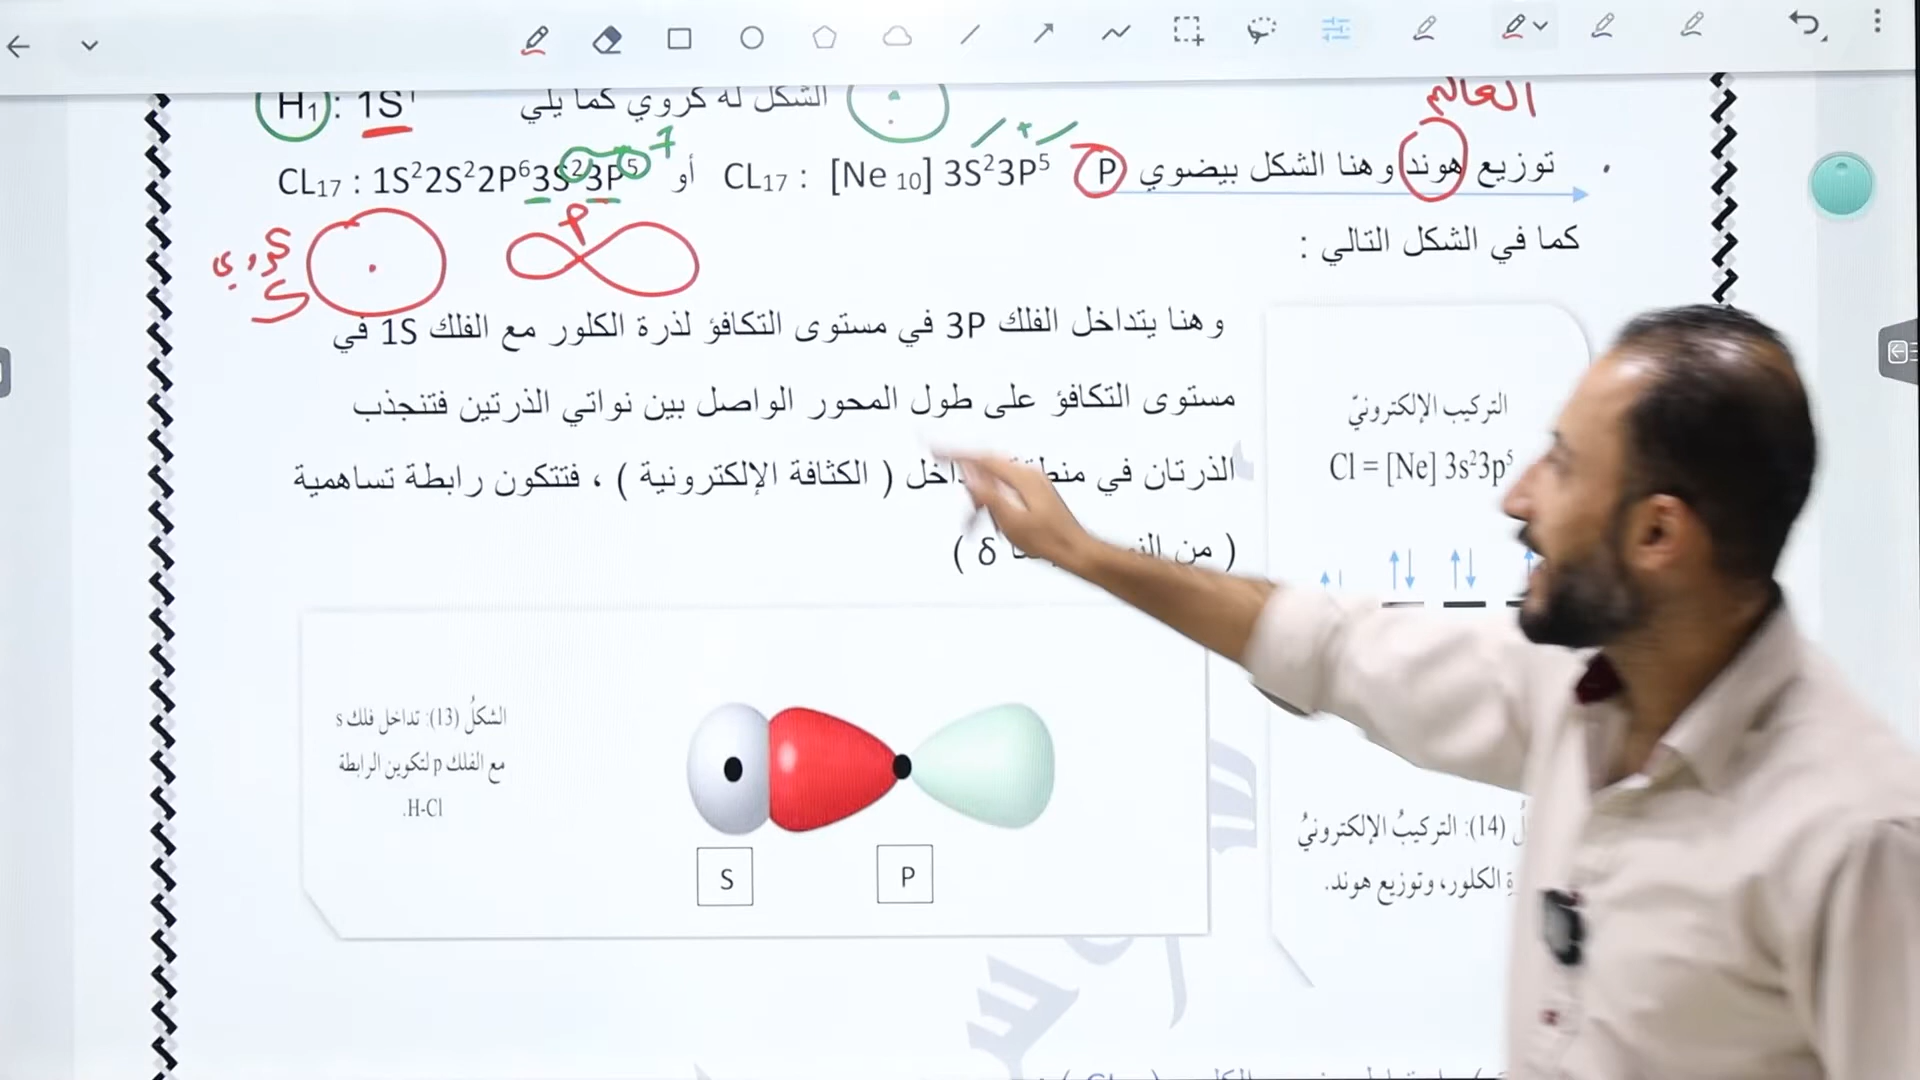 العالم
H1 : 1S1 الشكل له كروي كما يلي
توزيع هوند وهنا الشكل بيضوي P
CL17 : [Ne 10] 3S²3P⁵ أو CL17 : 1S²2S²2P⁶3S²3P⁵ 7
كما في الشكل التالي :
P
كروي S
وهنا يتداخل الفلك 3P في مستوى التكافؤ لذرة الكلور مع الفلك 1S في
مستوى التكافؤ على طول المحور الواصل بين نواتي الذرتين فتنجذب
الذرتان في ( الكثافة الإلكترونية ) ، فتتكون رابطة تساهمية
( من δ )
التركيب الإلكترونيّ
Cl = [Ne] 3s²3p⁵
الشكلُ (13): تداخل فلك s
مع الفلك p لتكوين الرابطة
H-Cl.
S
P
(14): التركيبُ الإلكترونيُ
الكلور، وتوزيع هوند.